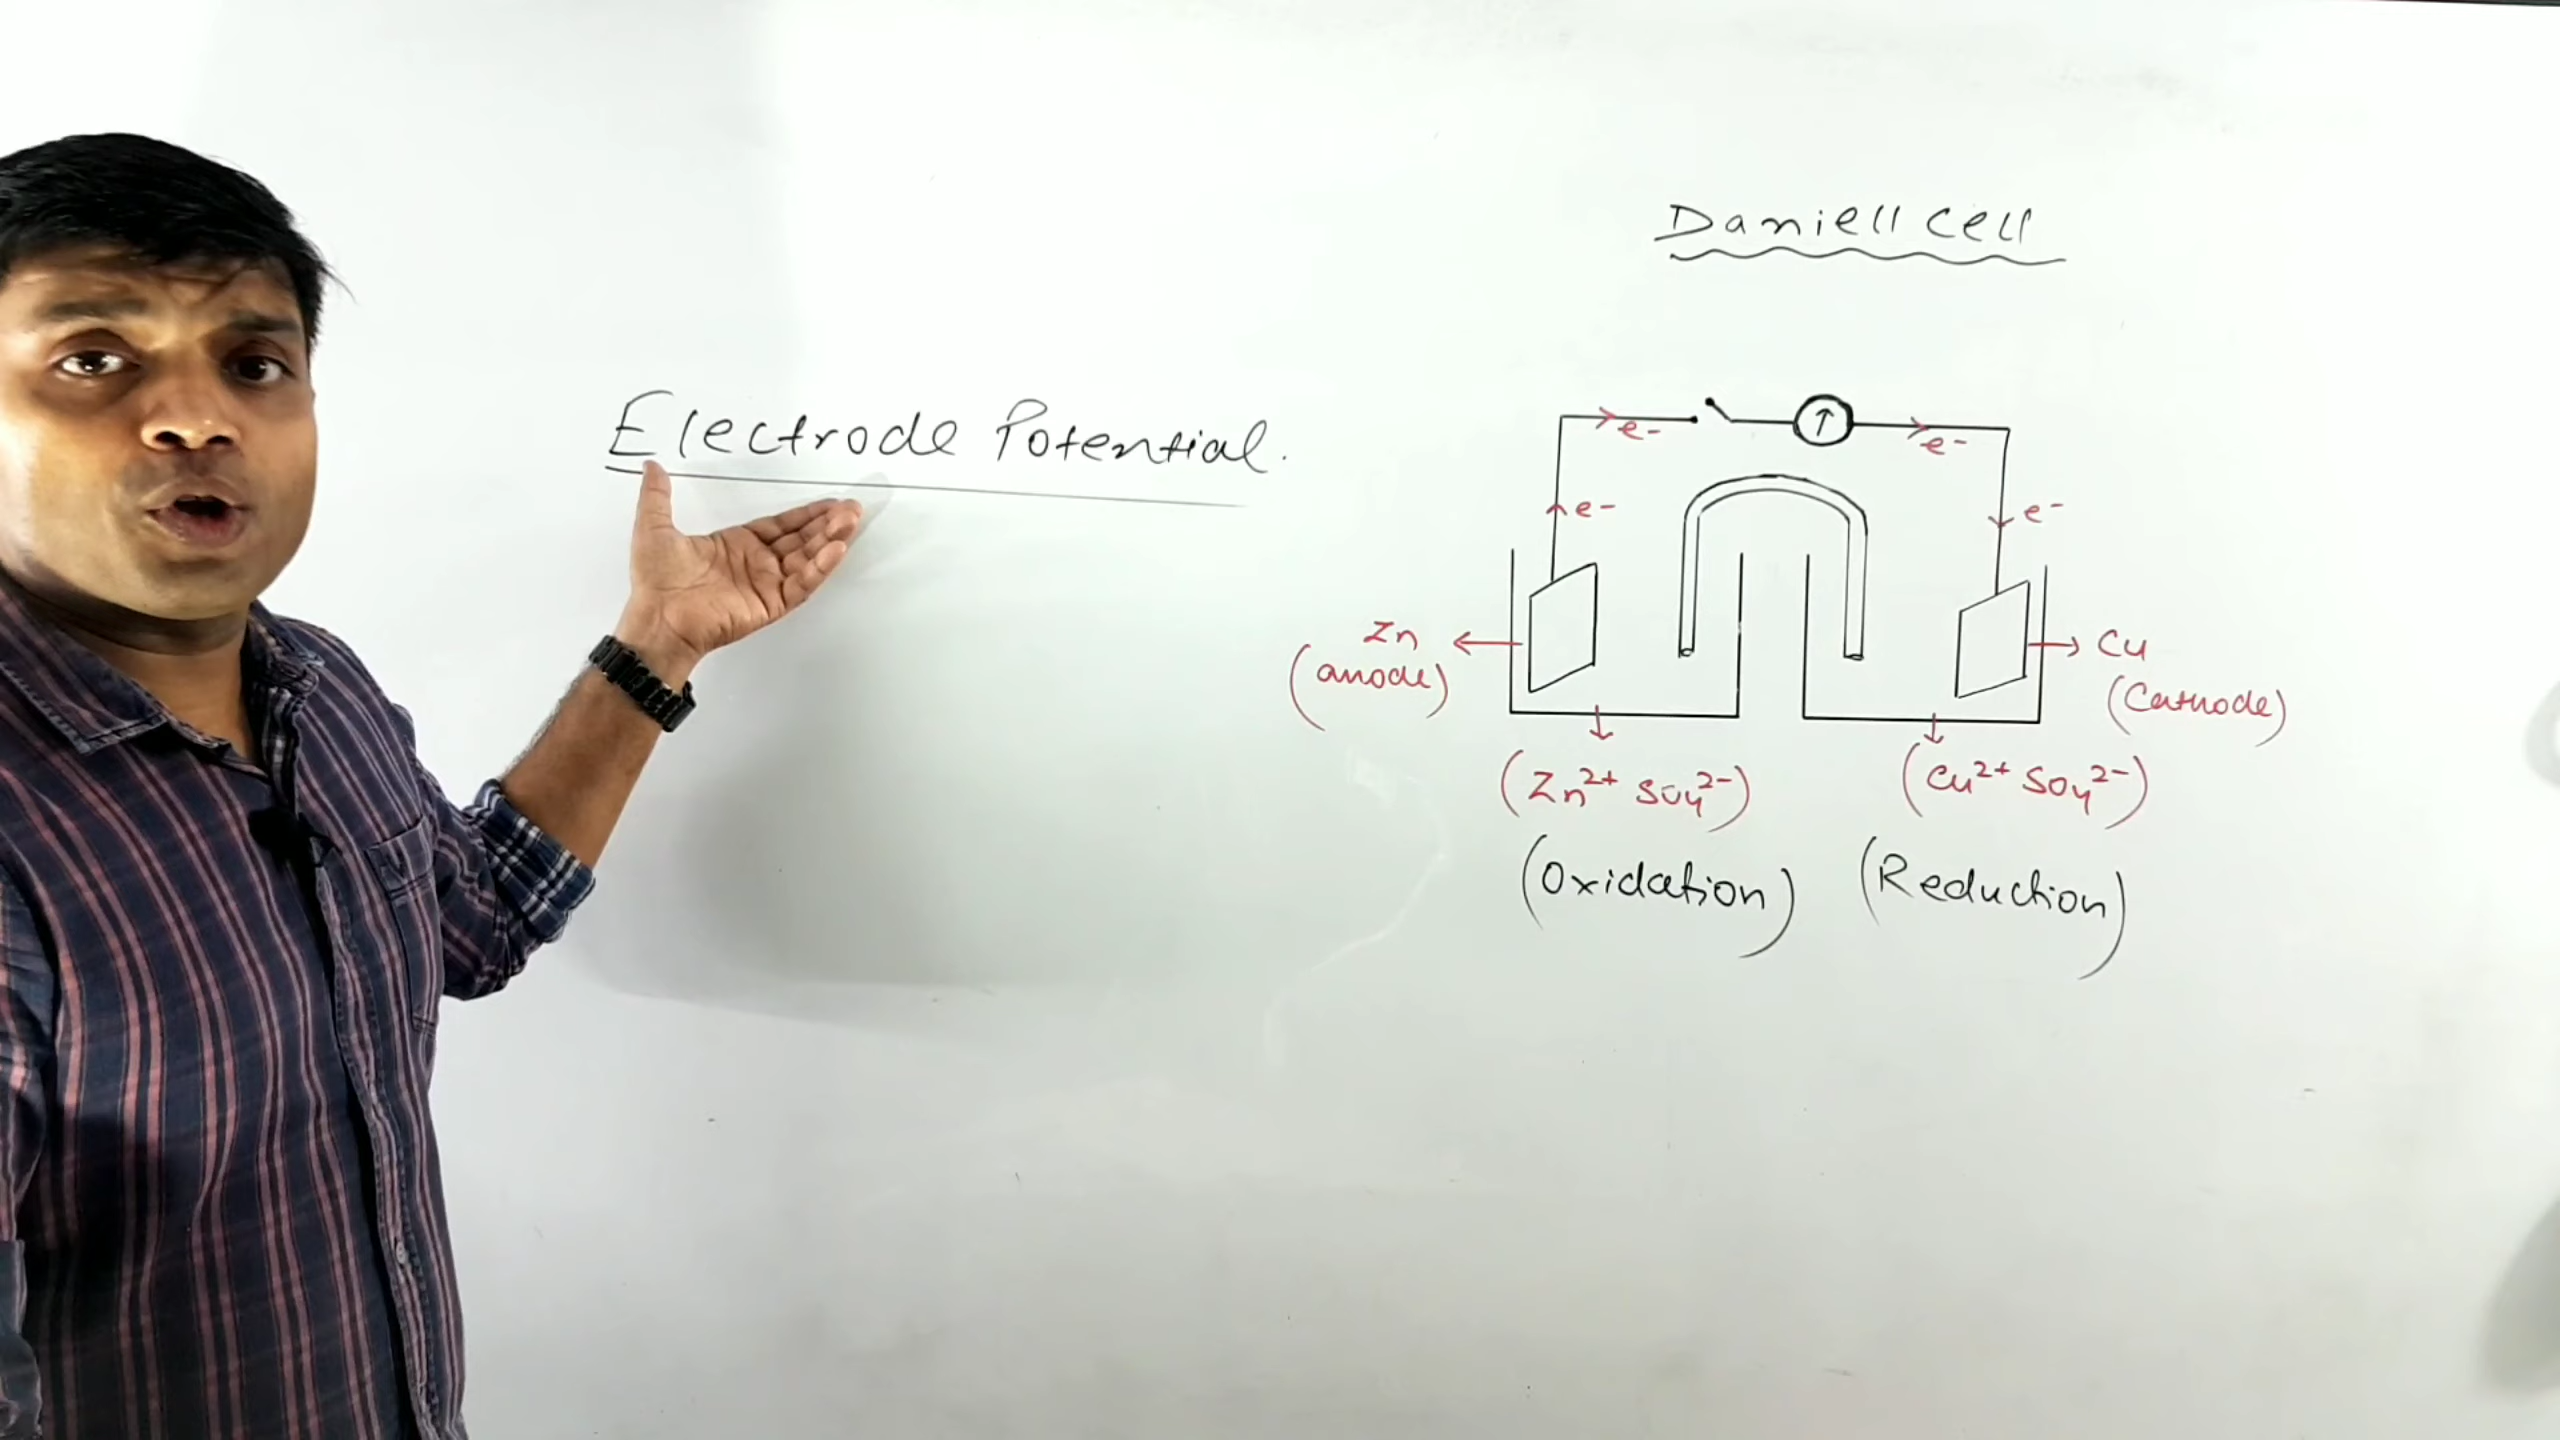 Daniell cell
Electrode Potential.
e-
e-
e-
e-
Zn
(anode)
Cu
(Cathode)
(Zn²⁺ SO₄²⁻)
(Cu²⁺ SO₄²⁻)
(Oxidation)
(Reduction)